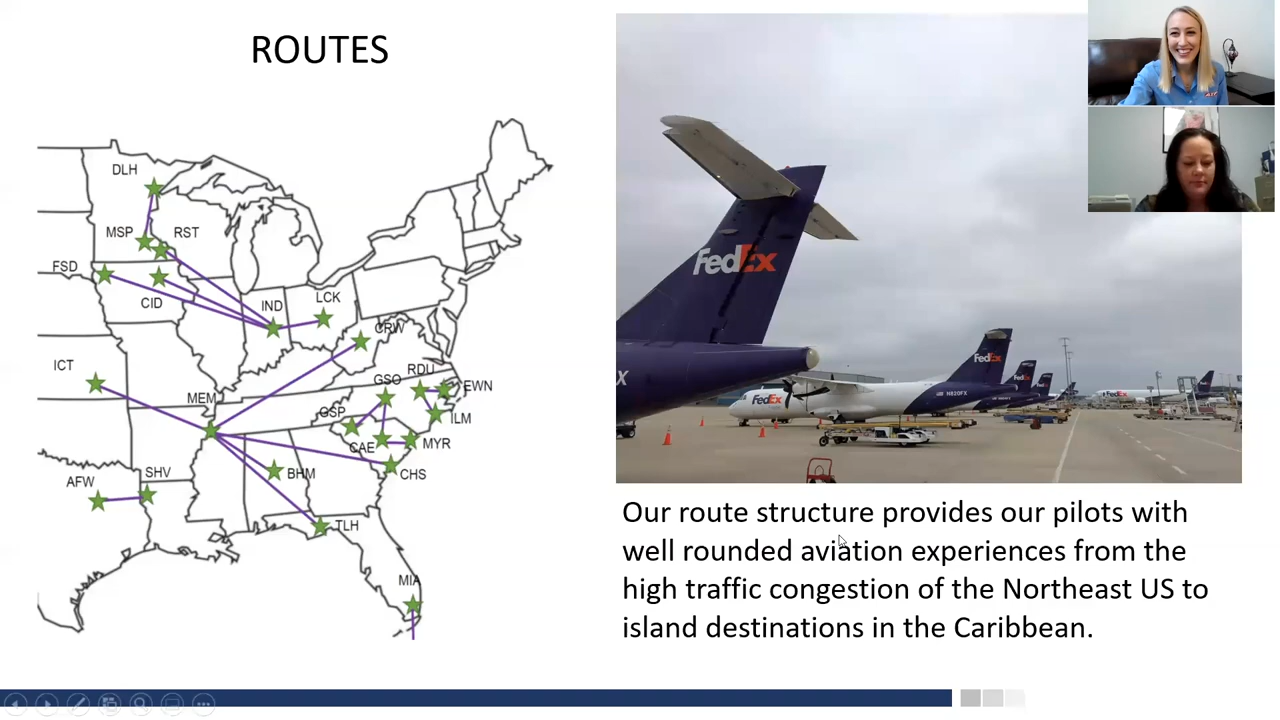 ROUTES
DLH
MSP
RST
FSD
CID
IND
LCK
CRW
ICT
MEM
GSO
RDU
EWN
GSP
ILM
CAE
MYR
BHM
CHS
AFW
SHV
TLH
MIA
FedEx
X
FedEx
FedEx
N820FX
Our route structure provides our pilots with
well rounded aviation experiences from the
high traffic congestion of the Northeast US to
island destinations in the Caribbean.